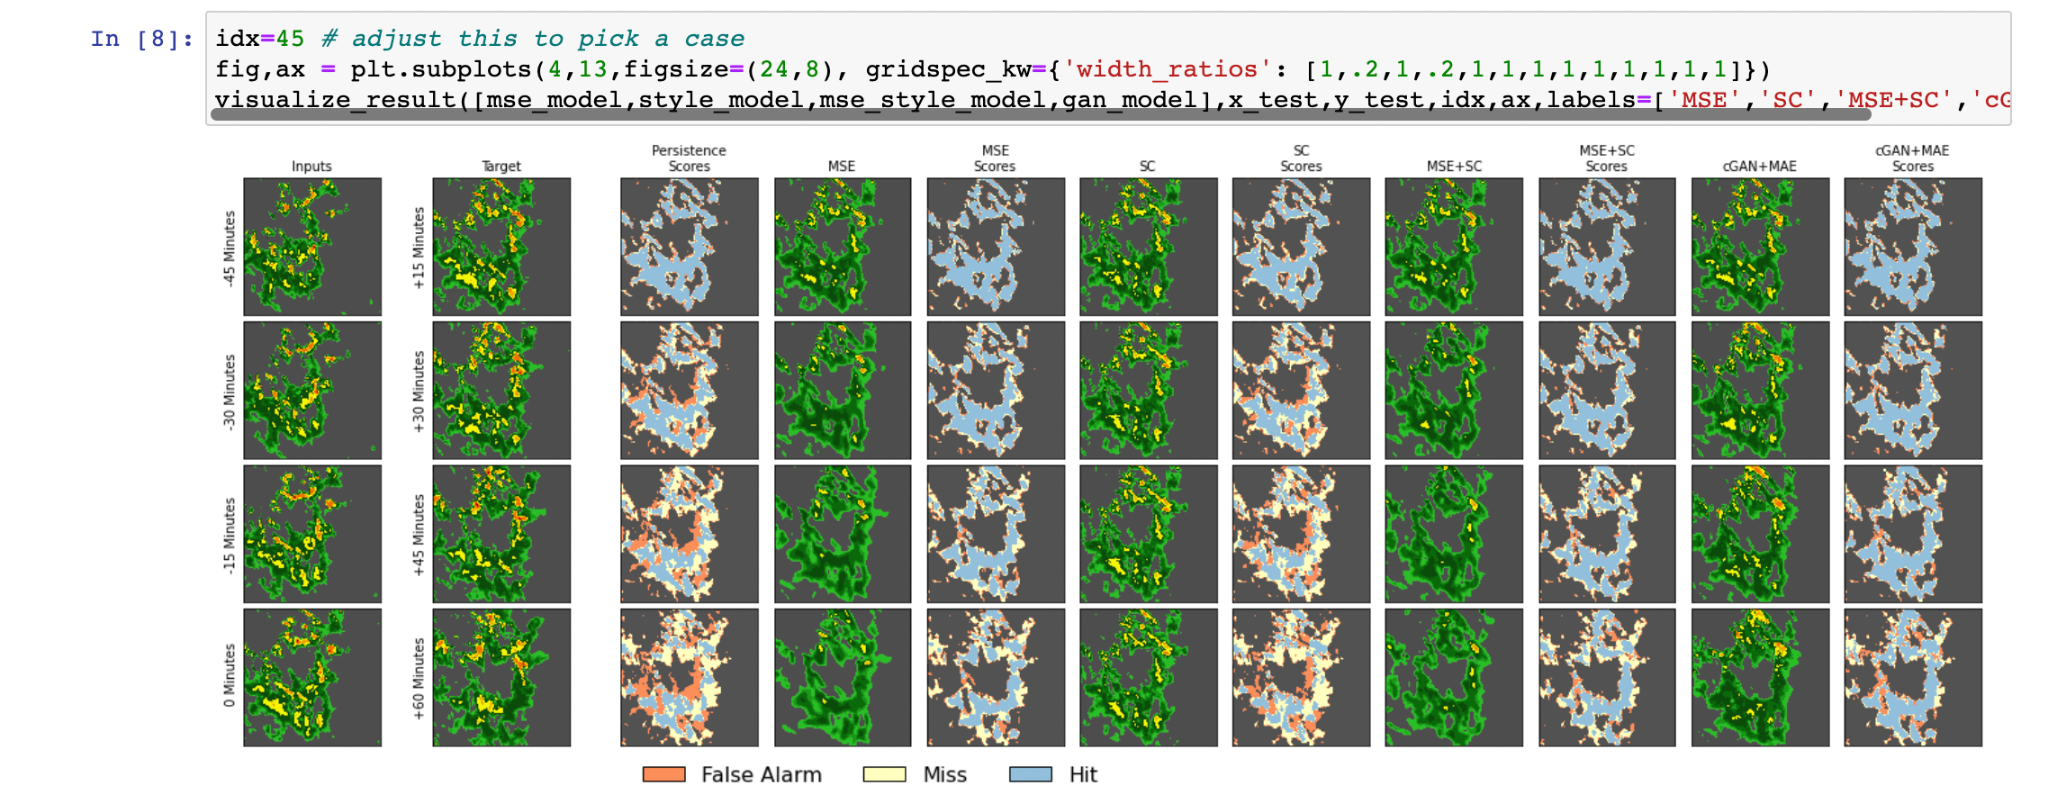 In [8]:
idx=45 # adjust this to pick a case
fig,ax = plt.subplots(4,13,figsize=(24,8), gridspec_kw={'width_ratios': [1,.2,1,.2,1,1,1,1,1,1,1,1,1]})
visualize_result([mse_model,style_model,mse_style_model,gan_model],x_test,y_test,idx,ax,labels=['MSE','SC','MSE+SC','cG
Inputs
Target
Persistence
Scores
MSE
MSE
Scores
SC
SC
Scores
MSE+SC
MSE+SC
Scores
cGAN+MAE
cGAN+MAE
Scores
-45 Minutes
+15 Minutes
-30 Minutes
+30 Minutes
-15 Minutes
+45 Minutes
0 Minutes
+60 Minutes
False Alarm
Miss
Hit